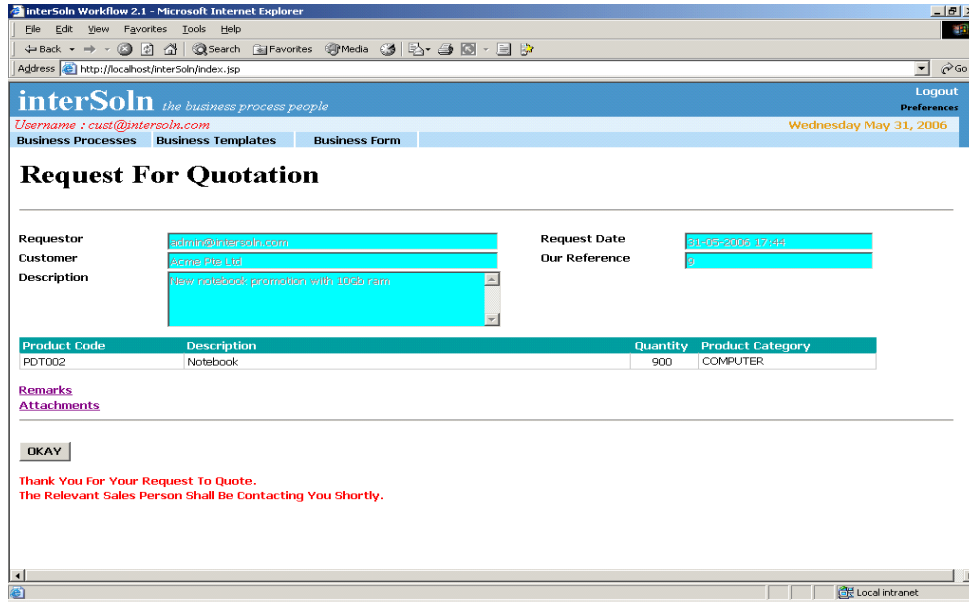 interSoln Workflow 2.1 - Microsoft Internet Explorer
File Edit View Favorites Tools Help
Back Search Favorites Media
Address http://localhost/interSoln/index.jsp Go
interSoln the business process people Logout
Preferences
Username : cust@intersoln.com Wednesday May 31, 2006
Business Processes Business Templates Business Form
Request For Quotation
Requestor admin@intersoln.com Request Date 31-05-2006 17:44
Customer Acme Pte Ltd Our Reference 9
Description New notebook promotion with 10Gb ram
Product Code Description Quantity Product Category
PDT002 Notebook 900 COMPUTER
Remarks
Attachments
OKAY
Thank You For Your Request To Quote.
The Relevant Sales Person Shall Be Contacting You Shortly.
Local intranet